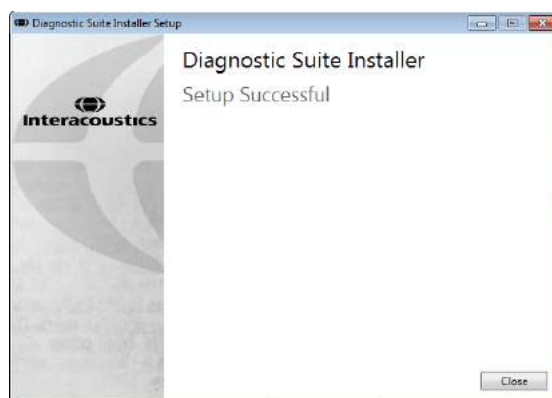 Diagnostic Suite Installer Setup
Diagnostic Suite Installer
Setup Successful
Interacoustics
Close